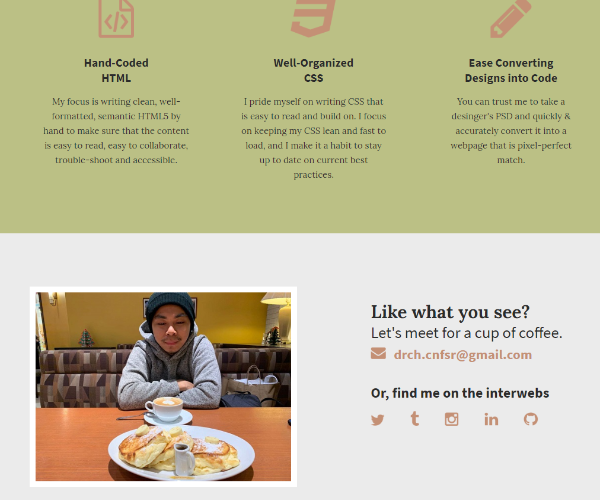 Hand-Coded
HTML
My focus is writing clean, well-
formatted, semantic HTML5 by
hand to make sure that the content
is easy to read, easy to collaborate,
trouble-shoot and accessible.
Well-Organized
CSS
I pride myself on writing CSS that
is easy to read and build on. I focus
on keeping my CSS lean and fast to
load, and I make it a habit to stay
up to date on current best
practices.
Ease Converting
Designs into Code
You can trust me to take a
desinger's PSD and quickly &
accurately convert it into a
webpage that is pixel-perfect
match.
Like what you see?
Let's meet for a cup of coffee.
drch.cnfsr@gmail.com
Or, find me on the interwebs